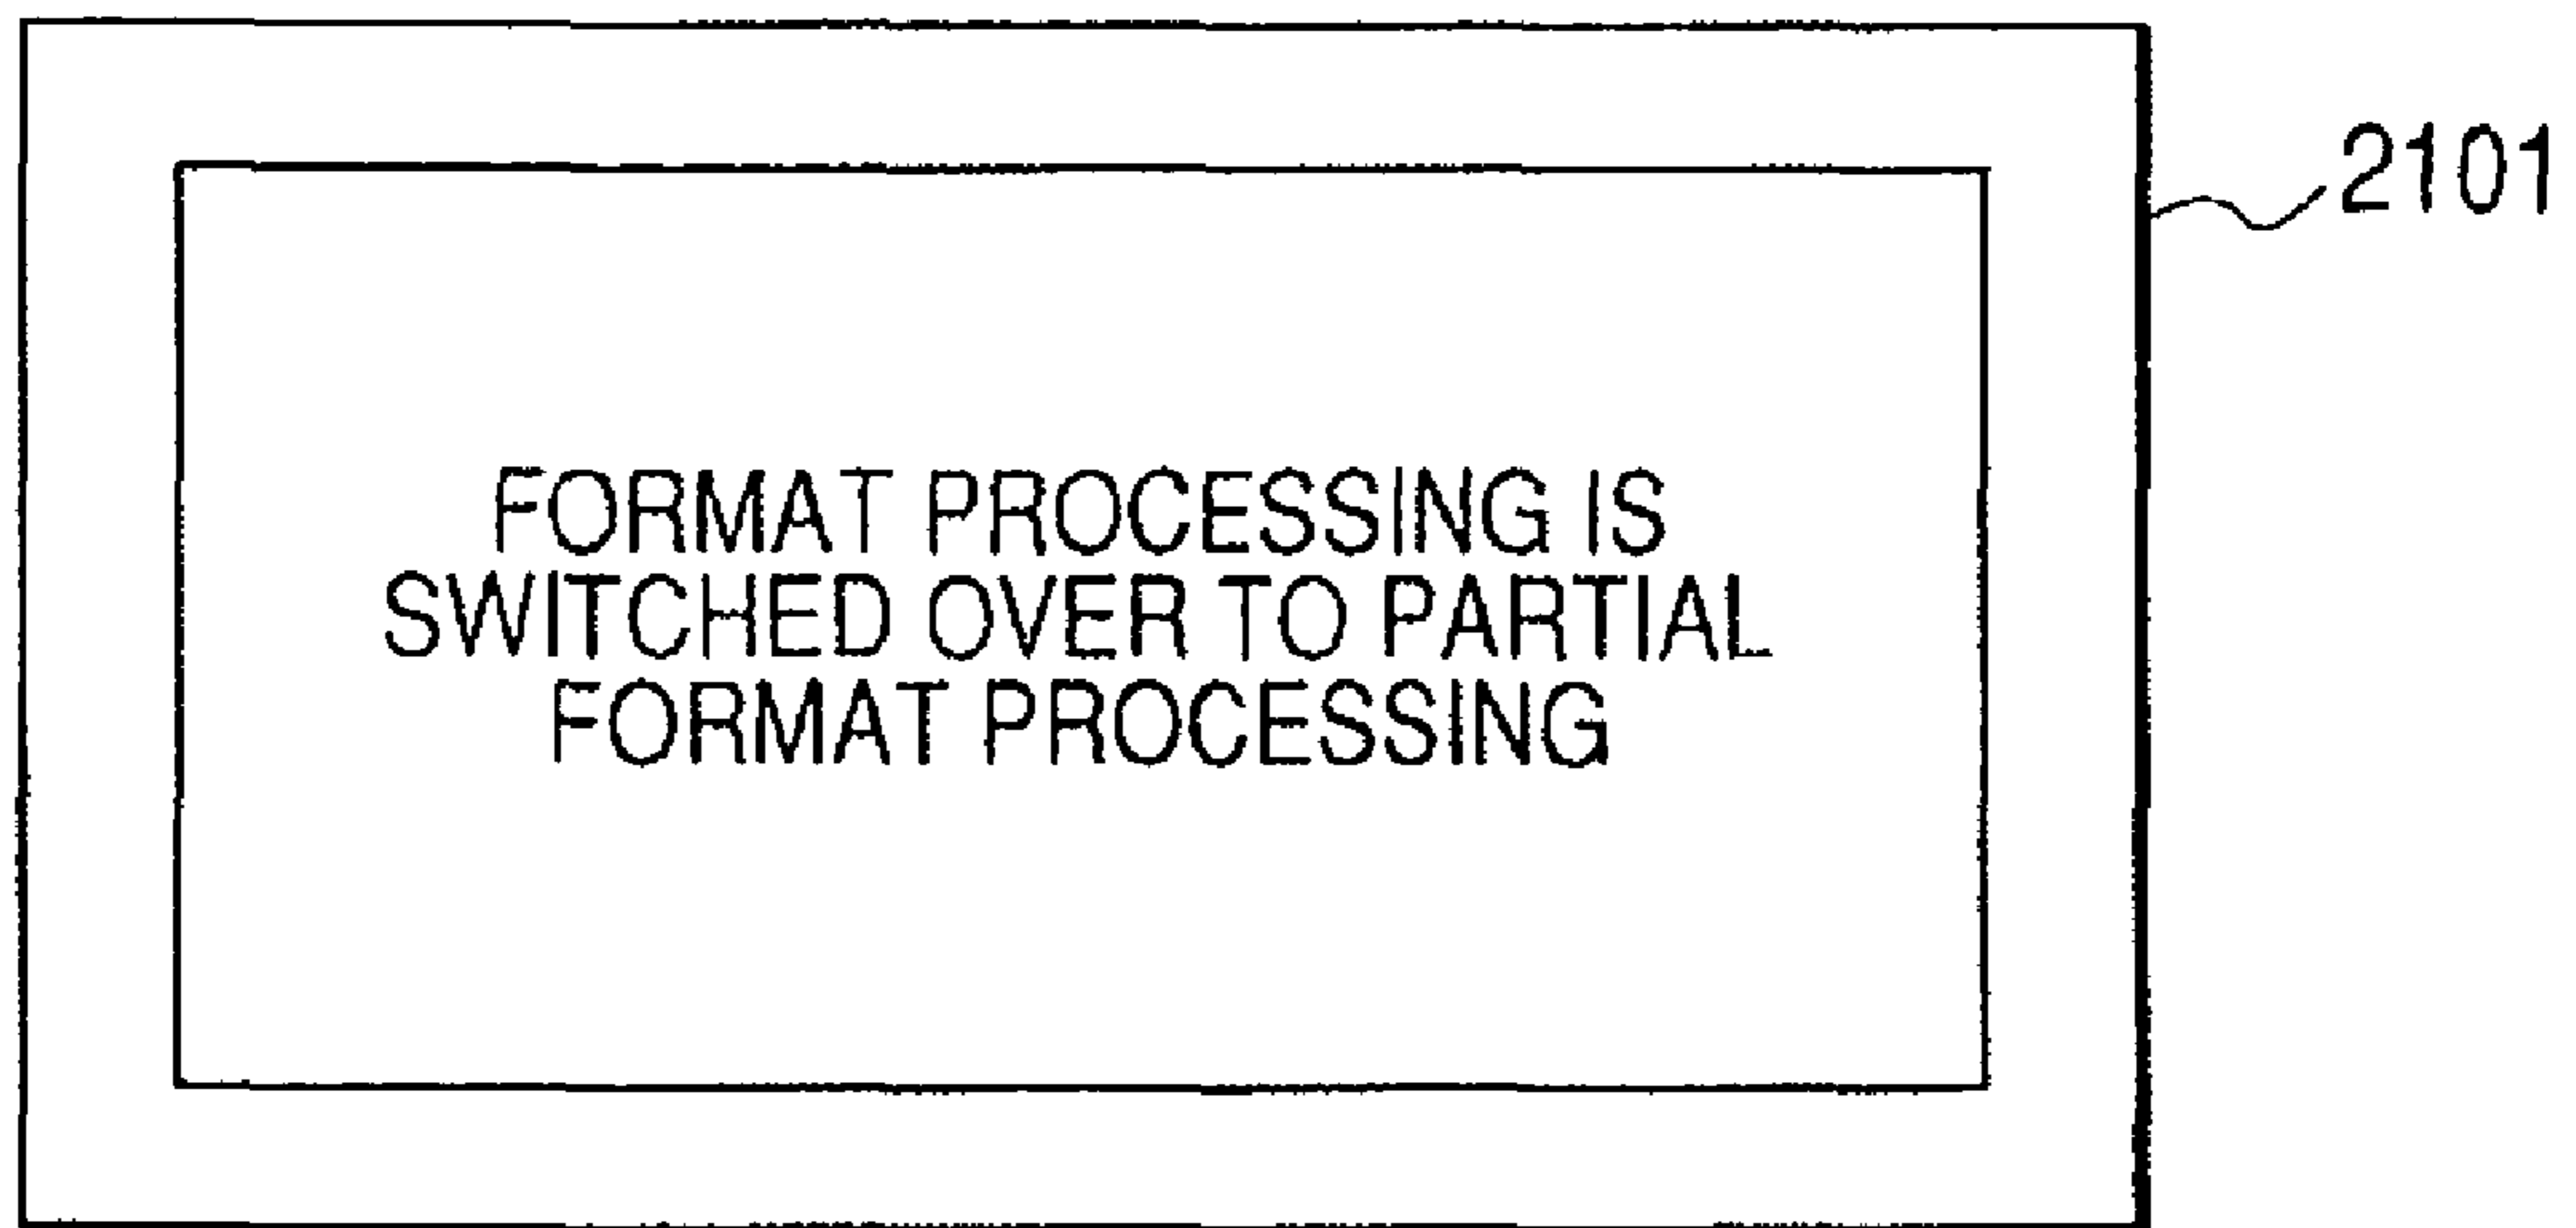 2101
FORMAT PROCESSING IS
SWITCHED OVER TO PARTIAL
FORMAT PROCESSING